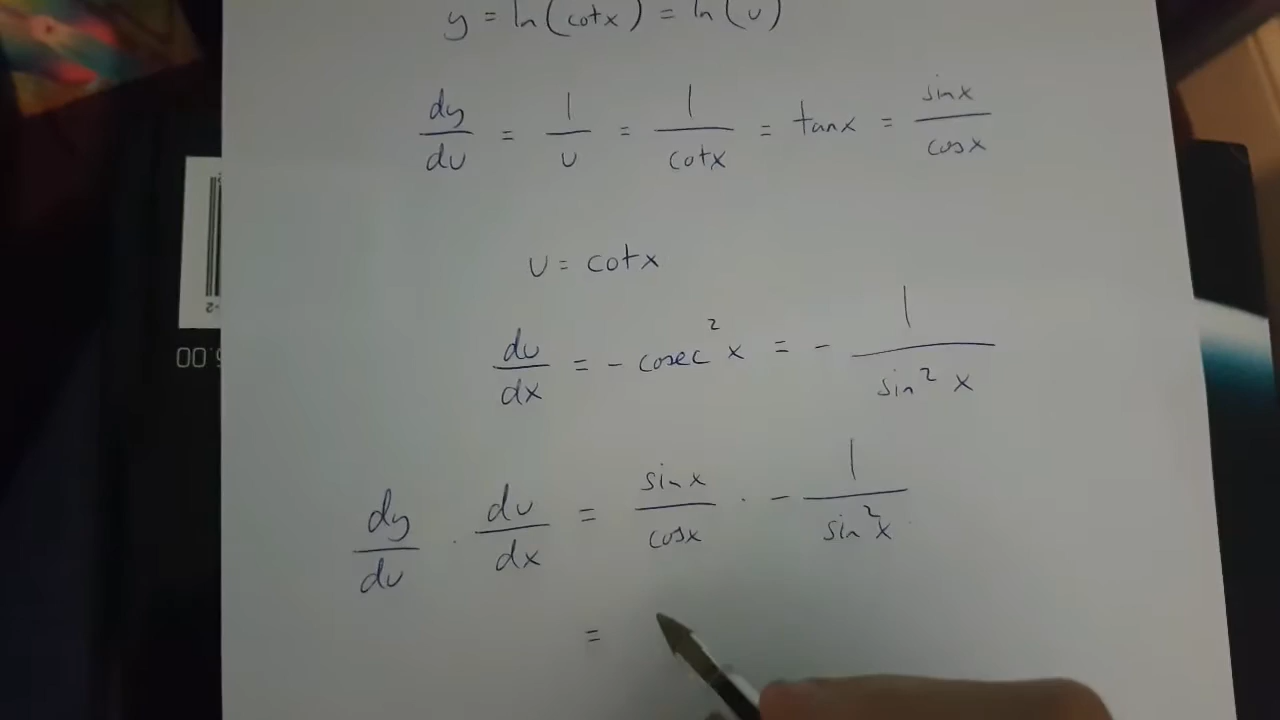 y = ln(cotx) = ln(u)
dy/du = 1/u = 1/cotx = tanx = sinx/cosx
u = cotx
du/dx = - cosec²x = - 1/sin²x
dy/du · du/dx = sinx/cosx · - 1/sin²x
=